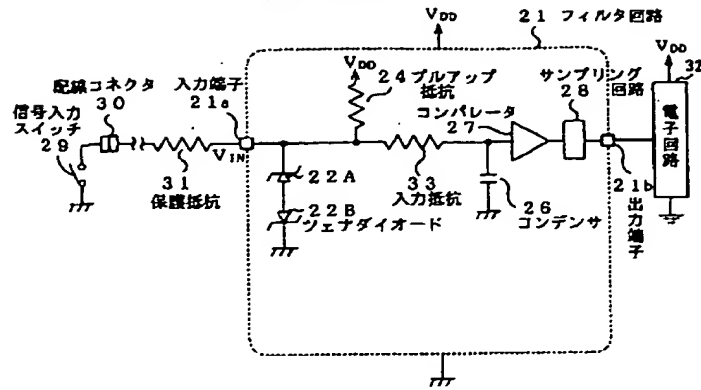 VDD
21 フィルタ回路
VDD
32
配線コネクタ
30
入力端子
21a
VDD
24 プルアップ
抵抗
サンプリング
28 回路
信号入力
スイッチ
29
コンパレータ
27
電子回路
VIN
31
保護抵抗
33
入力抵抗
22A
22B
ツェナダイオード
26
コンデンサ
21b
出力端子